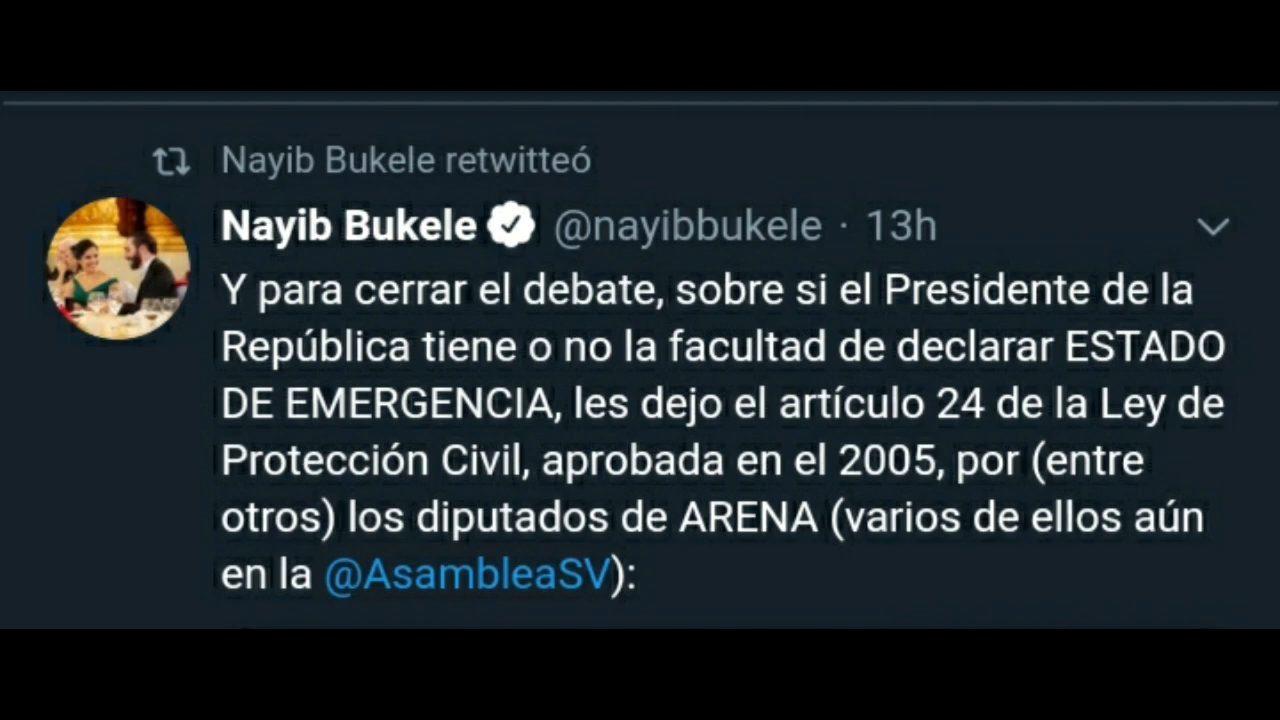 Nayib Bukele retwitteó
Nayib Bukele @nayibbukele · 13h
Y para cerrar el debate, sobre si el Presidente de la
República tiene o no la facultad de declarar ESTADO
DE EMERGENCIA, les dejo el artículo 24 de la Ley de
Protección Civil, aprobada en el 2005, por (entre
otros) los diputados de ARENA (varios de ellos aún
en la @AsambleaSV):